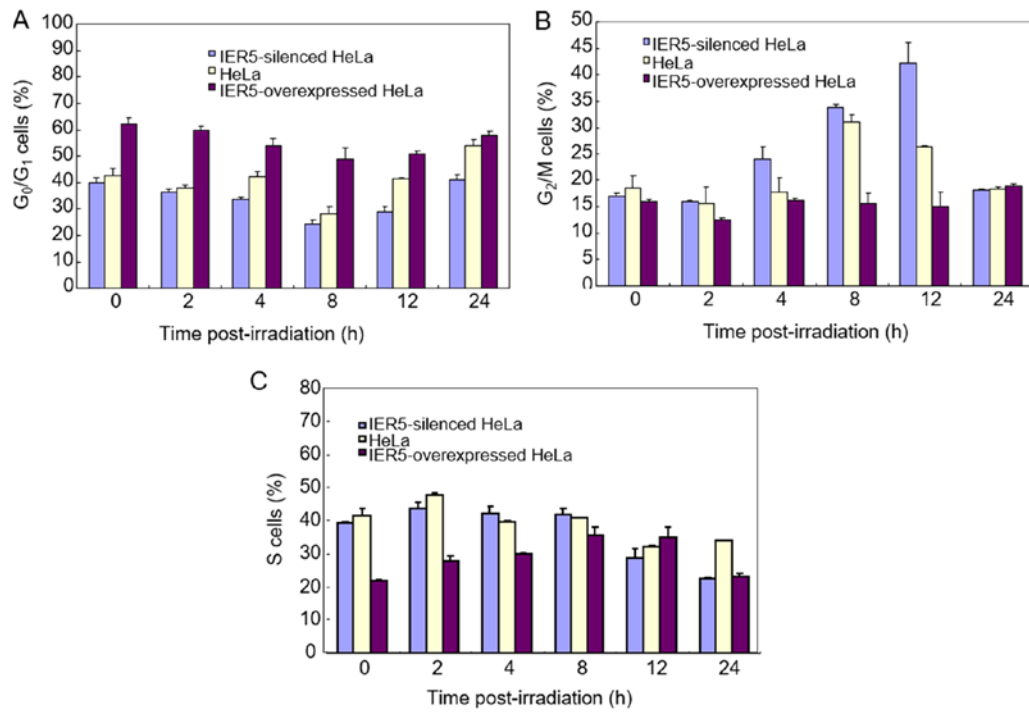 A
G0/G1 cells (%)
100
90
80
70
60
50
40
30
20
10
0
IER5-silenced HeLa
HeLa
IER5-overexpressed HeLa
0 2 4 8 12 24
Time post-irradiation (h)
B
G2/M cells (%)
50
45
40
35
30
25
20
15
10
5
0
IER5-silenced HeLa
HeLa
IER5-overexpressed HeLa
0 2 4 8 12 24
Time post-irradiation (h)
C
S cells (%)
80
70
60
50
40
30
20
10
0
IER5-silenced HeLa
HeLa
IER5-overexpressed HeLa
0 2 4 8 12 24
Time post-irradiation (h)